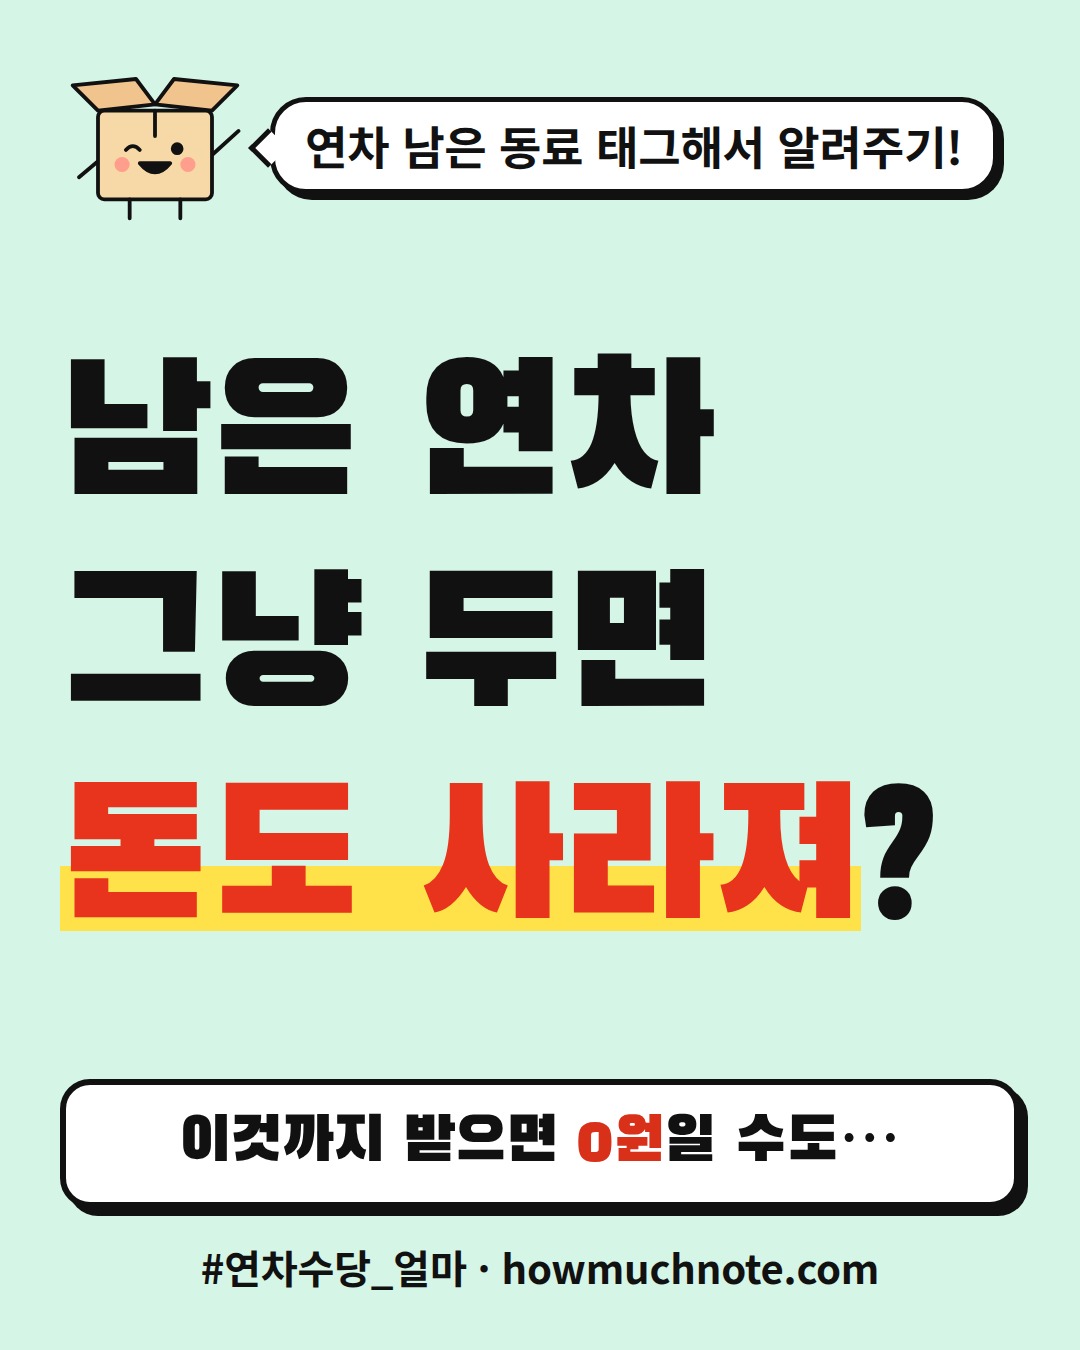 연차 남은 동료 태그해서 알려주기!
남은 연차
그냥 두면
돈도 사라져?
이것까지 받으면 0원일 수도···
#연차수당_얼마 · howmuchnote.com